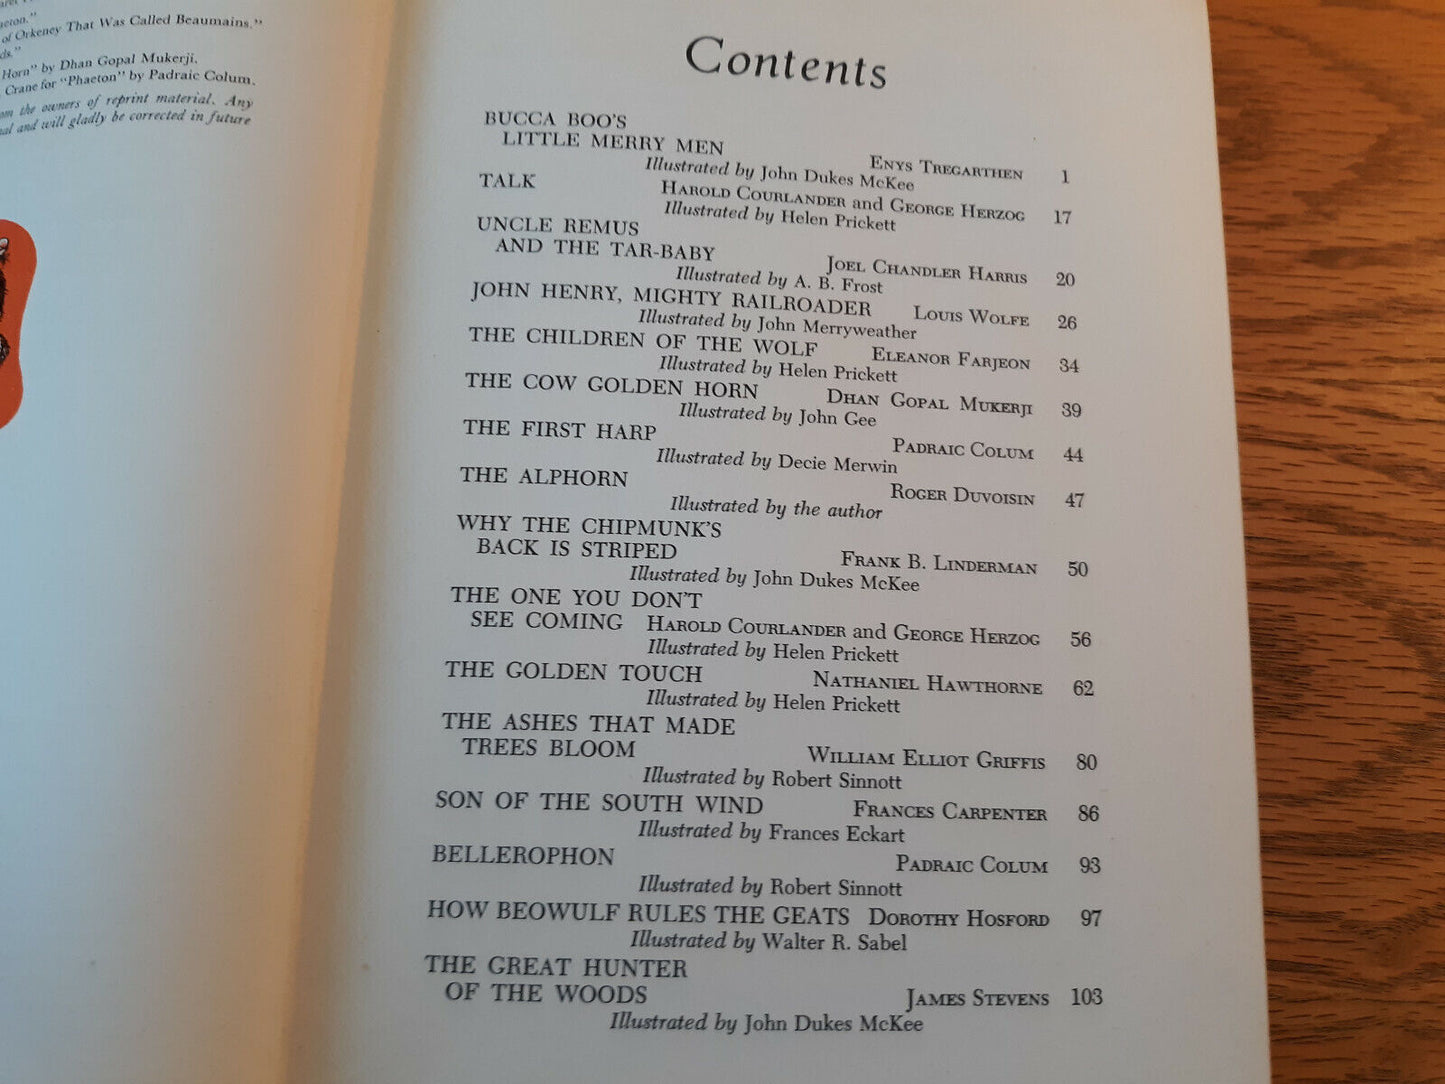 aeton."
of Orkeney That Was Called Beaumains."
ds."
Horn" by Dhan Gopal Mukerji.
Crane for "Phaeton" by Padraic Colum.
om the owners of reprint material. Any
and will gladly be corrected in future
Contents
BUCCA BOO'S
LITTLE MERRY MEN ENYS TREGARTHEN 1
Illustrated by John Dukes McKee
TALK HAROLD COURLANDER and GEORGE HERZOG 17
Illustrated by Helen Prickett
UNCLE REMUS
AND THE TAR-BABY JOEL CHANDLER HARRIS 20
Illustrated by A. B. Frost
JOHN HENRY, MIGHTY RAILROADER LOUIS WOLFE 26
Illustrated by John Merryweather
THE CHILDREN OF THE WOLF ELEANOR FARJEON 34
Illustrated by Helen Prickett
THE COW GOLDEN HORN DHAN GOPAL MUKERJI 39
Illustrated by John Gee
THE FIRST HARP PADRAIC COLUM 44
Illustrated by Decie Merwin
THE ALPHORN ROGER DUVOISIN 47
Illustrated by the author
WHY THE CHIPMUNK'S
BACK IS STRIPED FRANK B. LINDERMAN 50
Illustrated by John Dukes McKee
THE ONE YOU DON'T
SEE COMING HAROLD COURLANDER and GEORGE HERZOG 56
Illustrated by Helen Prickett
THE GOLDEN TOUCH NATHANIEL HAWTHORNE 62
Illustrated by Helen Prickett
THE ASHES THAT MADE
TREES BLOOM WILLIAM ELLIOT GRIFFIS 80
Illustrated by Robert Sinnott
SON OF THE SOUTH WIND FRANCES CARPENTER 86
Illustrated by Frances Eckart
BELLEROPHON PADRAIC COLUM 93
Illustrated by Robert Sinnott
HOW BEOWULF RULES THE GEATS DOROTHY HOSFORD 97
Illustrated by Walter R. Sabel
THE GREAT HUNTER
OF THE WOODS JAMES STEVENS 103
Illustrated by John Dukes McKee